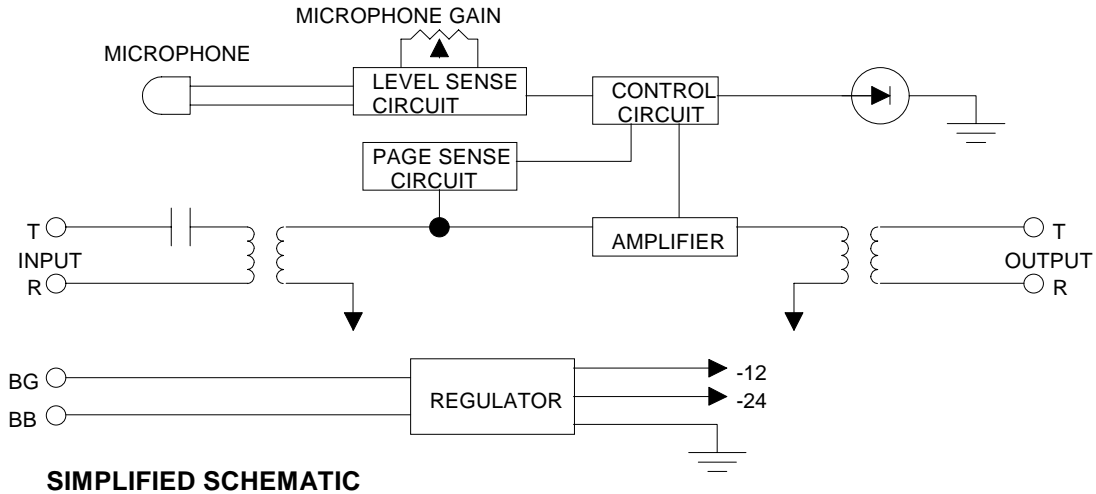 MICROPHONE GAIN
MICROPHONE
LEVEL SENSE
CIRCUIT
CONTROL
CIRCUIT
PAGE SENSE
CIRCUIT
T
INPUT
R
AMPLIFIER
T
OUTPUT
R
BG
BB
REGULATOR
-12
-24
SIMPLIFIED SCHEMATIC